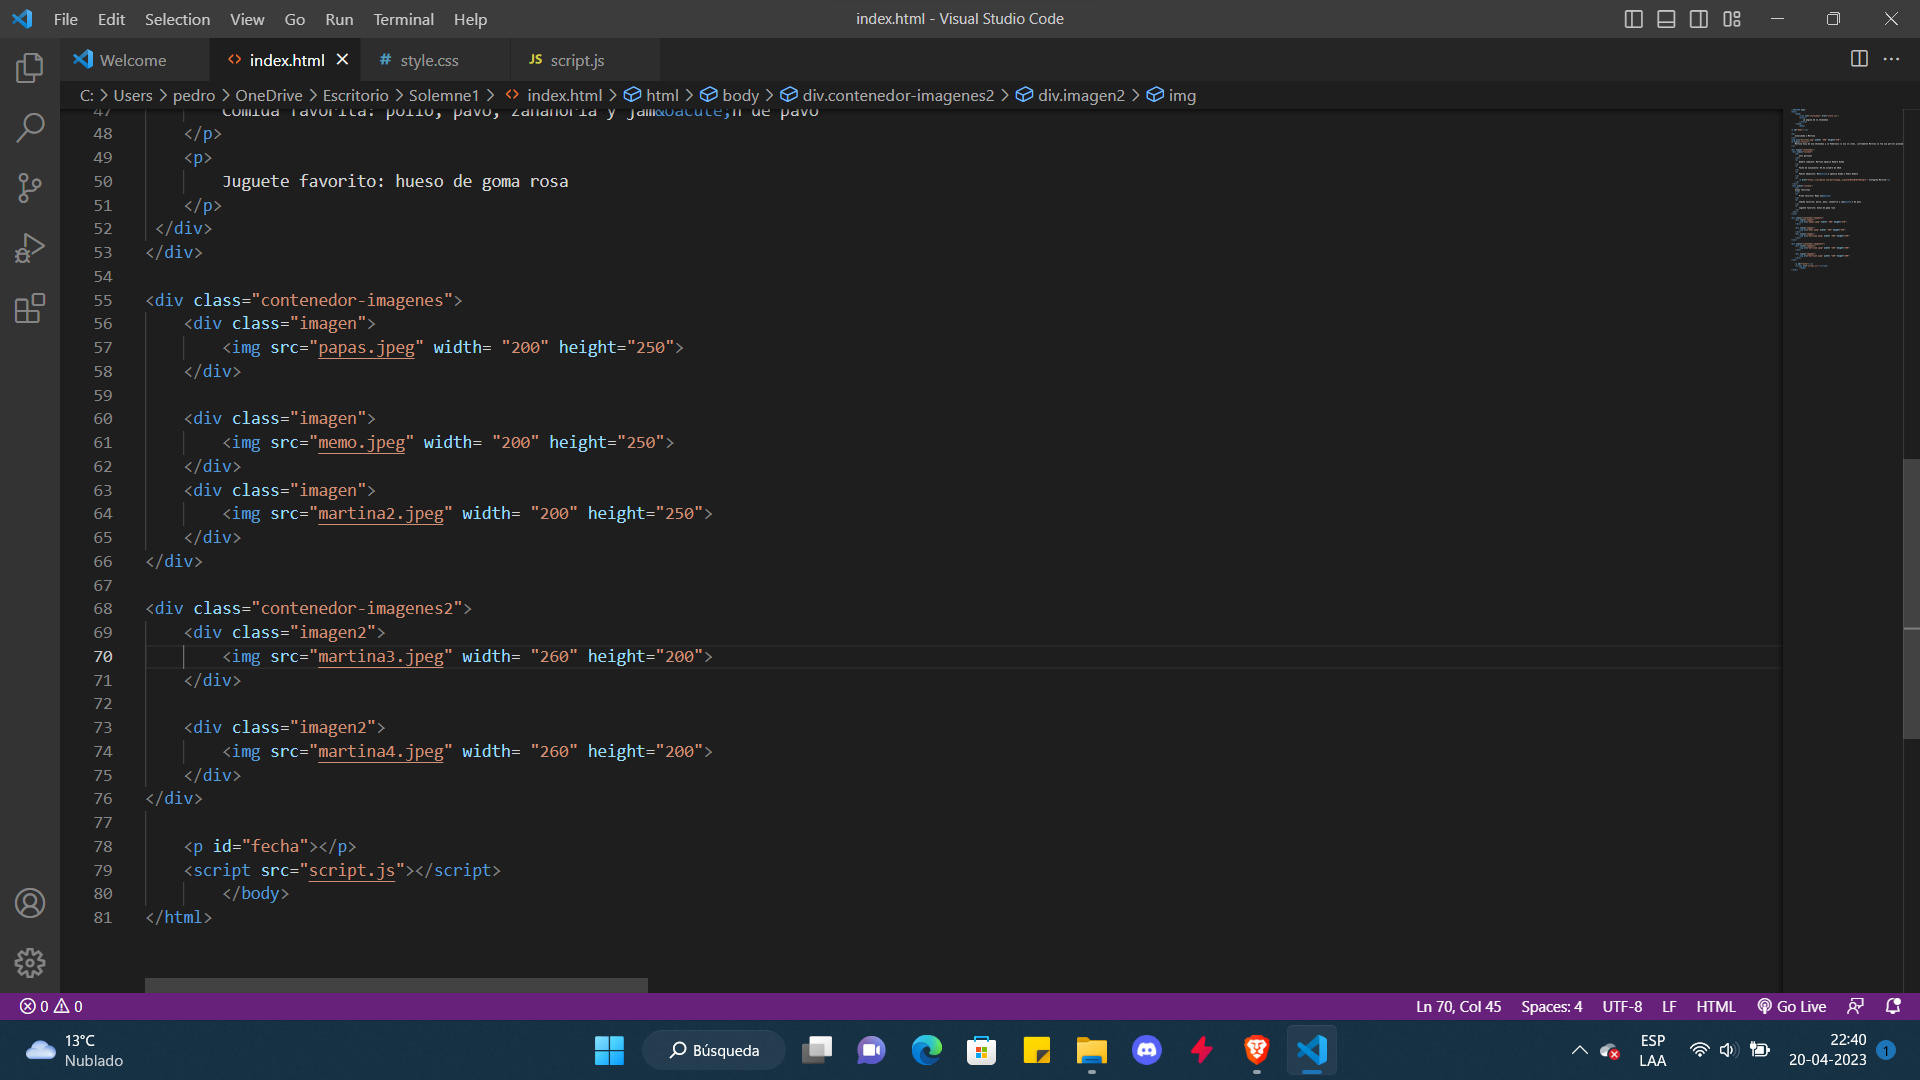 File Edit Selection View Go Run Terminal Help
index.html - Visual Studio Code
Welcome
<> index.html
# style.css
JS script.js
C: > Users > pedro > OneDrive > Escritorio > Solemne1 > <> index.html > html > body > div.contenedor-imagenes2 > div.imagen2 > img
47 Comida favorita: pollo, pavo, zanahoria y jam&oacute;n de pavo
48 </p>
49 <p>
50 Juguete favorito: hueso de goma rosa
51 </p>
52 </div>
53 </div>
54
55 <div class="contenedor-imagenes">
56 <div class="imagen">
57 <img src="papas.jpeg" width= "200" height="250">
58 </div>
59
60 <div class="imagen">
61 <img src="memo.jpeg" width= "200" height="250">
62 </div>
63 <div class="imagen">
64 <img src="martina2.jpeg" width= "200" height="250">
65 </div>
66 </div>
67
68 <div class="contenedor-imagenes2">
69 <div class="imagen2">
70 <img src="martina3.jpeg" width= "260" height="200">
71 </div>
72
73 <div class="imagen2">
74 <img src="martina4.jpeg" width= "260" height="200">
75 </div>
76 </div>
77
78 <p id="fecha"></p>
79 <script src="script.js"></script>
80 </body>
81 </html>
0 0
Ln 70, Col 45 Spaces: 4 UTF-8 LF HTML Go Live
13°C
Nublado
Búsqueda
ESP
LAA
22:40
20-04-2023
1